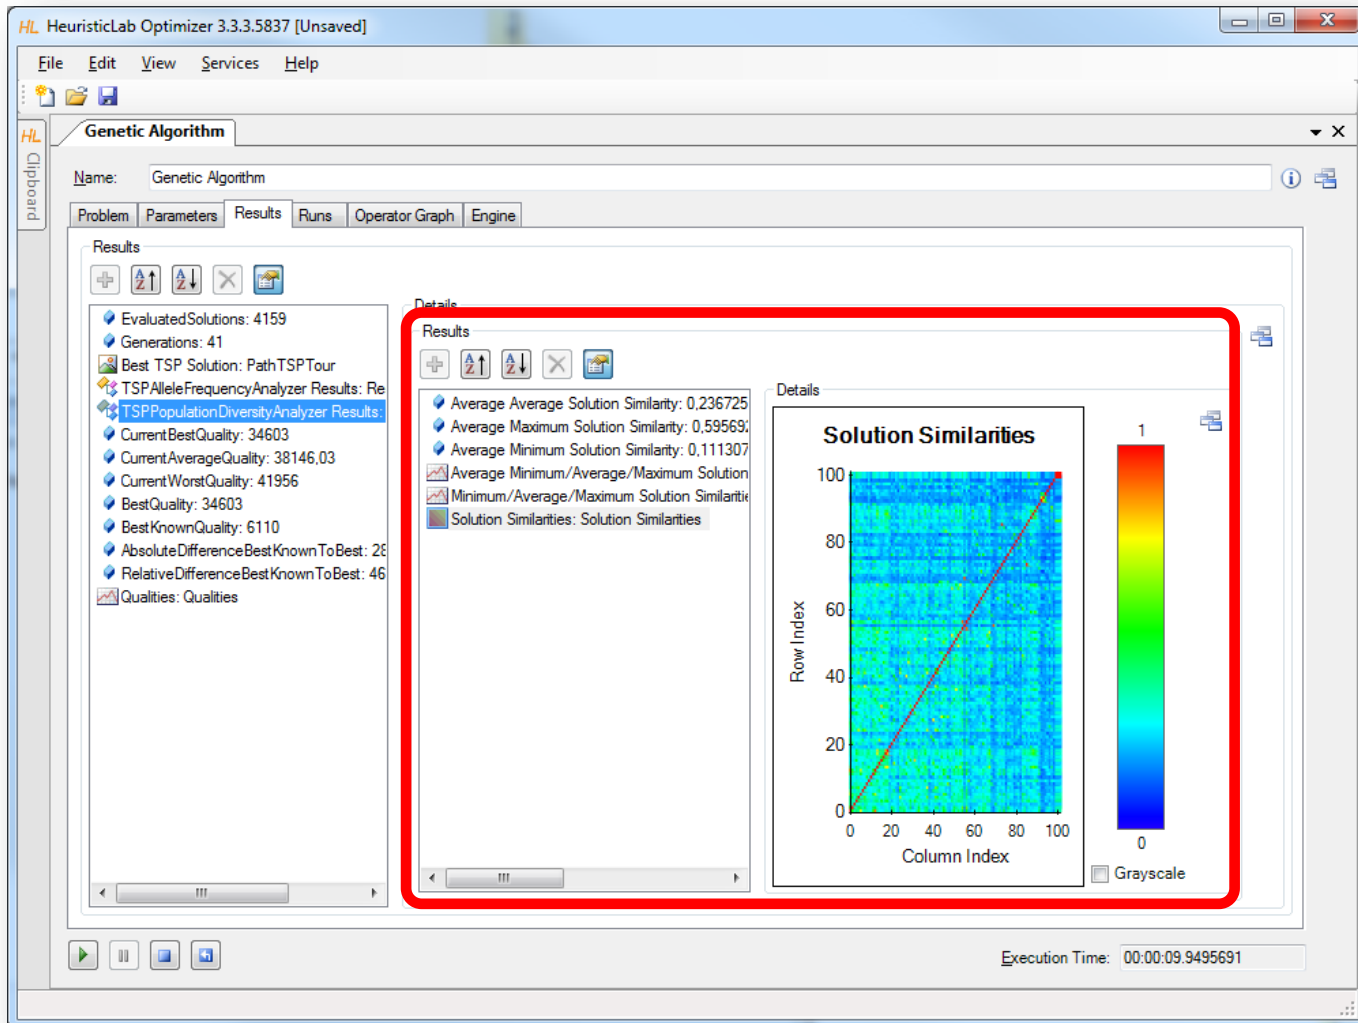 HL HeuristicLab Optimizer 3.3.3.5837 [Unsaved]
File Edit View Services Help
HL Clipboard
Genetic Algorithm
Name: Genetic Algorithm
Problem Parameters Results Runs Operator Graph Engine
Results
EvaluatedSolutions: 4159
Generations: 41
Best TSP Solution: PathTSPTour
TSPAlleleFrequencyAnalyzer Results: Re
TSPPopulationDiversityAnalyzer Results:
CurrentBestQuality: 34603
CurrentAverageQuality: 38146,03
CurrentWorstQuality: 41956
BestQuality: 34603
BestKnownQuality: 6110
AbsoluteDifferenceBestKnownToBest: 28
RelativeDifferenceBestKnownToBest: 46
Qualities: Qualities
Details
Results
Average Average Solution Similarity: 0,236725
Average Maximum Solution Similarity: 0,595692
Average Minimum Solution Similarity: 0,111307
Average Minimum/Average/Maximum Solution
Minimum/Average/Maximum Solution Similaritie
Solution Similarities: Solution Similarities
Details
Solution Similarities
100
80
60
40
20
0
Row Index
0 20 40 60 80 100
Column Index
1
0
Grayscale
Execution Time: 00:00:09.9495691